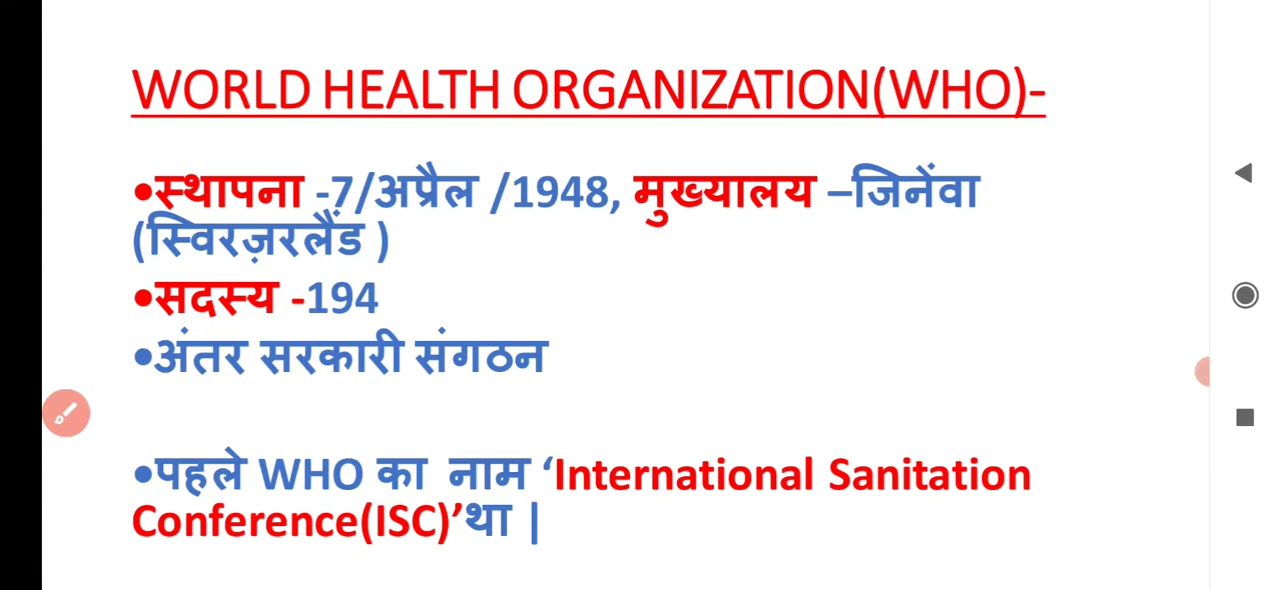 WORLD HEALTH ORGANIZATION(WHO)-
•स्थापना -7/अप्रैल /1948, मुख्यालय –जिनेंवा
(स्विरज़रलैंड )
•सदस्य -194
•अंतर सरकारी संगठन
•पहले WHO का नाम ‘International Sanitation
Conference(ISC)’था |